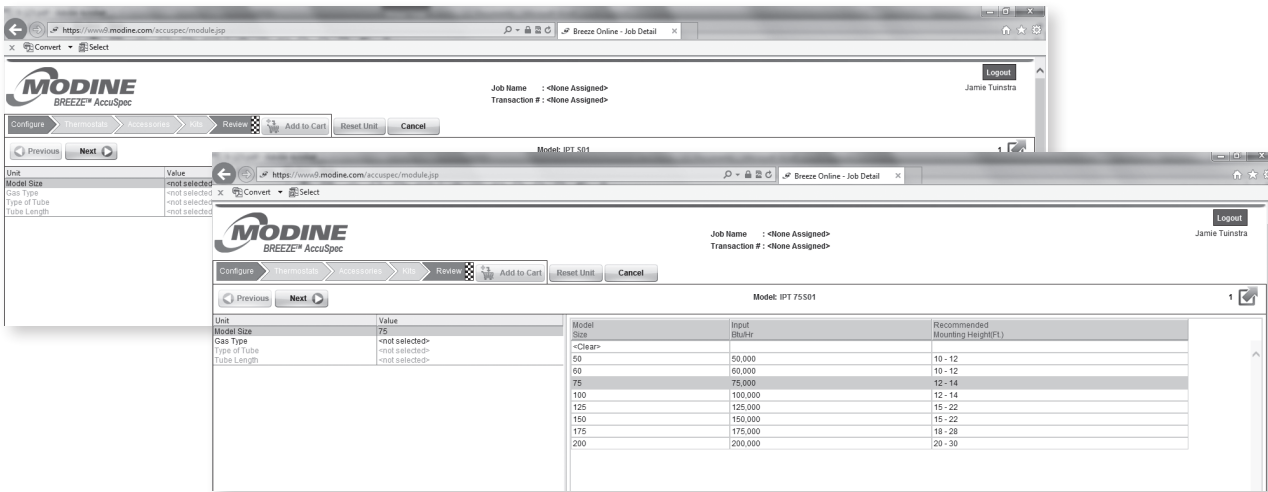 https://www9.modine.com/accuspec/module.jsp
Breeze Online - Job Detail
x Convert Select
Logout
Jamie Tuinstra
MODINE
BREEZE™ AccuSpec
Job Name : <None Assigned>
Transaction # : <None Assigned>
Configure Thermostats Accessories Kits Review Add to Cart Reset Unit Cancel
Previous Next Model: IPT S01 1
Unit Value
Model Size <not selected
Gas Type <not selected
Type of Tube <not selected
Tube Length <not selected
https://www9.modine.com/accuspec/module.jsp
Breeze Online - Job Detail
x Convert Select
Logout
Jamie Tuinstra
MODINE
BREEZE™ AccuSpec
Job Name : <None Assigned>
Transaction # : <None Assigned>
Configure Thermostats Accessories Kits Review Add to Cart Reset Unit Cancel
Previous Next Model: IPT 75S01 1
Unit Value
Model Size 75
Gas Type <not selected>
Type of Tube <not selected>
Tube Length <not selected>
Model Size Input Btu/Hr Recommended Mounting Height(Ft.)
<Clear>
50 50,000 10 - 12
60 60,000 10 - 12
75 75,000 12 - 14
100 100,000 12 - 14
125 125,000 15 - 22
150 150,000 15 - 22
175 175,000 18 - 28
200 200,000 20 - 30